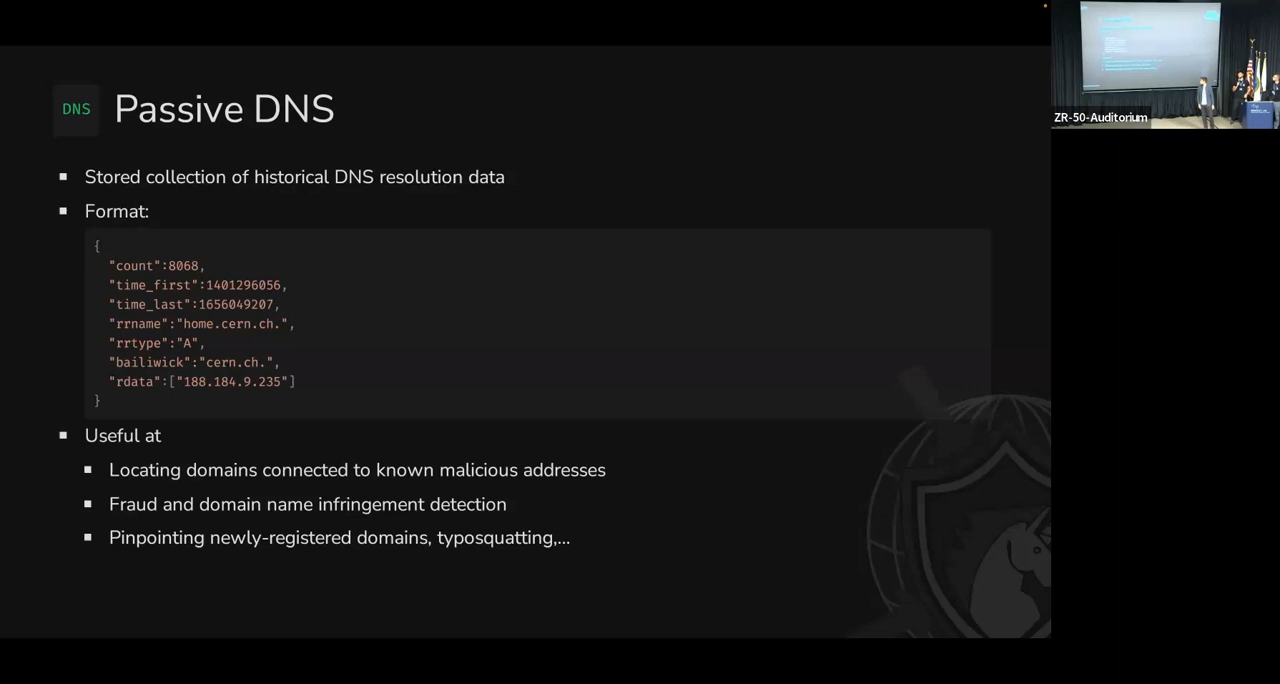 DNS Passive DNS
Stored collection of historical DNS resolution data
Format:
{
"count":8068,
"time_first":1401296056,
"time_last":1656049207,
"rrname":"home.cern.ch.",
"rrtype":"A",
"bailiwick":"cern.ch.",
"rdata":["188.184.9.235"]
}
Useful at
Locating domains connected to known malicious addresses
Fraud and domain name infringement detection
Pinpointing newly-registered domains, typosquatting,...
ZR-50-Auditorium